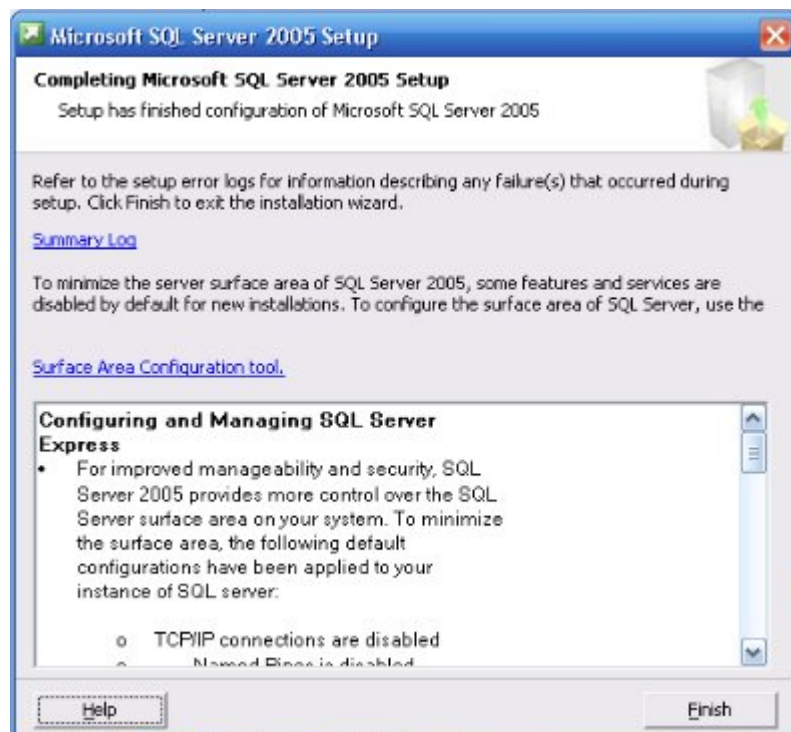 Microsoft SQL Server 2005 Setup
Completing Microsoft SQL Server 2005 Setup
Setup has finished configuration of Microsoft SQL Server 2005
Refer to the setup error logs for information describing any failure(s) that occurred during
setup. Click Finish to exit the installation wizard.
Summary Log
To minimize the server surface area of SQL Server 2005, some features and services are
disabled by default for new installations. To configure the surface area of SQL Server, use the
Surface Area Configuration tool.
Configuring and Managing SQL Server
Express
• For improved manageability and security, SQL
Server 2005 provides more control over the SQL
Server surface area on your system. To minimize
the surface area, the following default
configurations have been applied to your
instance of SQL server:
o TCP/IP connections are disabled
o Named Pipes is disabled
Help
Finish